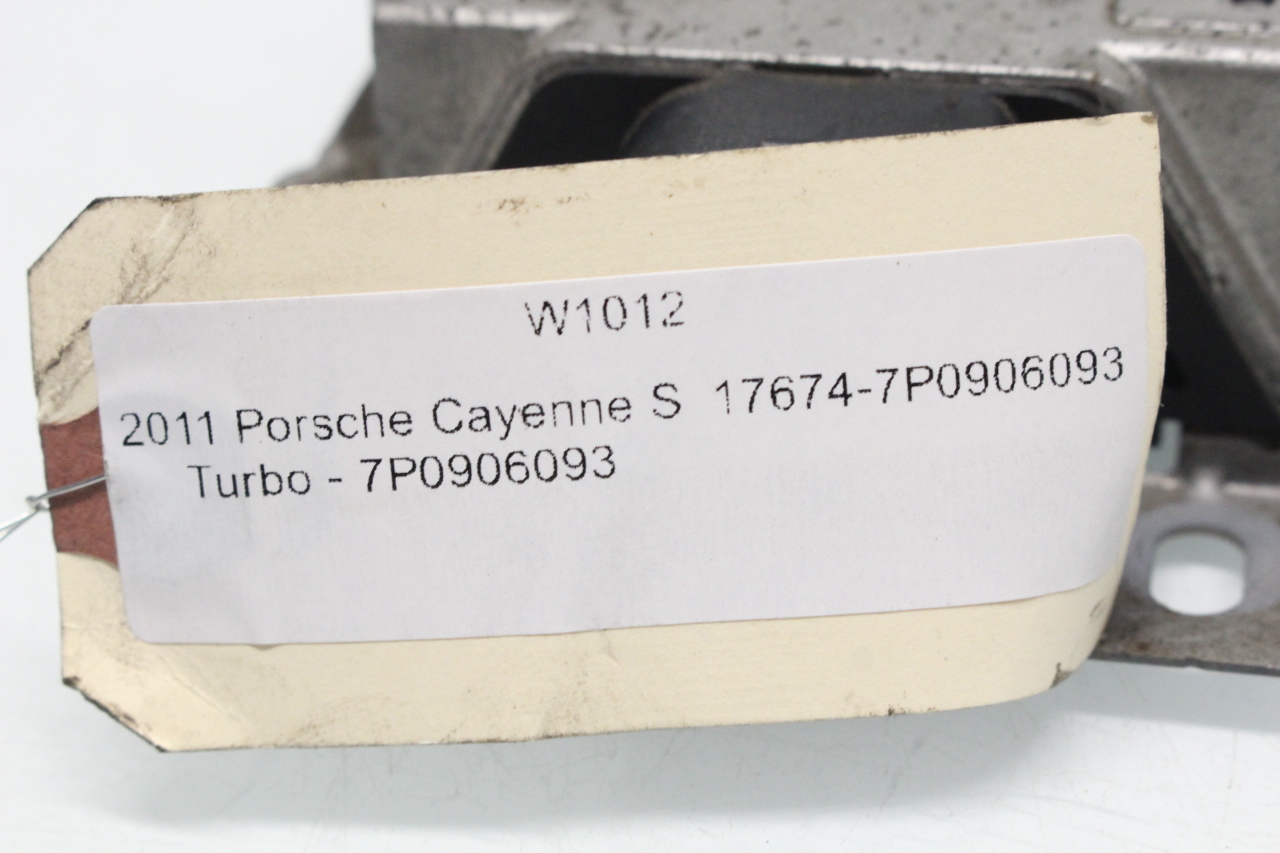 W1012
2011 Porsche Cayenne S  17674-7P0906093
Turbo - 7P0906093